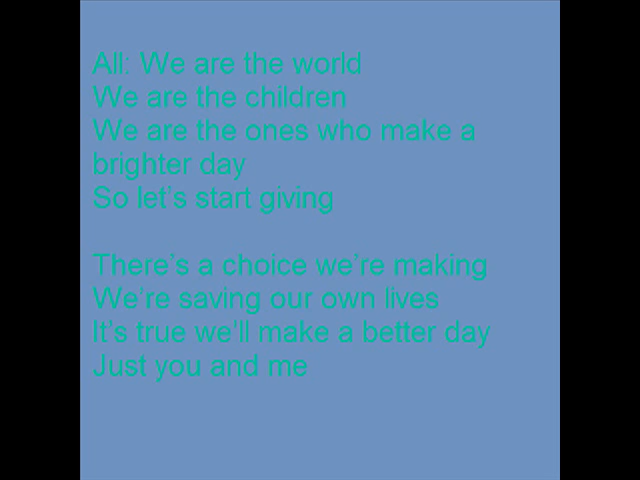 All: We are the world
We are the children
We are the ones who make a
brighter day
So let’s start giving
There’s a choice we’re making
We’re saving our own lives
It’s true we'll make a better day
Just you and me